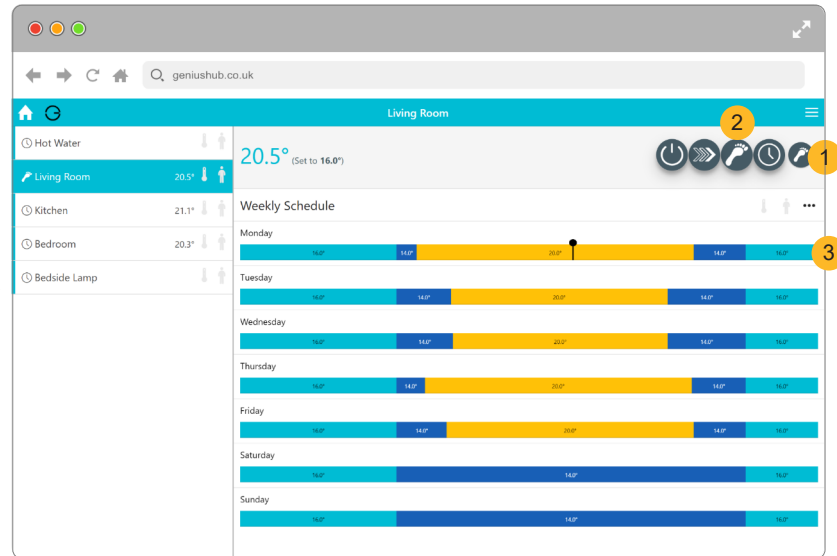 geniushub.co.uk
Living Room
2
1
Hot Water
20.5° (Set to 16.0°)
Living Room 20.5°
Kitchen 21.1°
Weekly Schedule
Bedroom 20.3°
Bedside Lamp
Monday
16.0° 14.0° 20.0° 14.0° 16.0°
3
Tuesday
16.0° 14.0° 20.0° 14.0° 16.0°
Wednesday
16.0° 14.0° 20.0° 14.0° 16.0°
Thursday
16.0° 14.0° 20.0° 14.0° 16.0°
Friday
16.0° 14.0° 20.0° 14.0° 16.0°
Saturday
16.0° 14.0° 16.0°
Sunday
16.0° 14.0° 16.0°